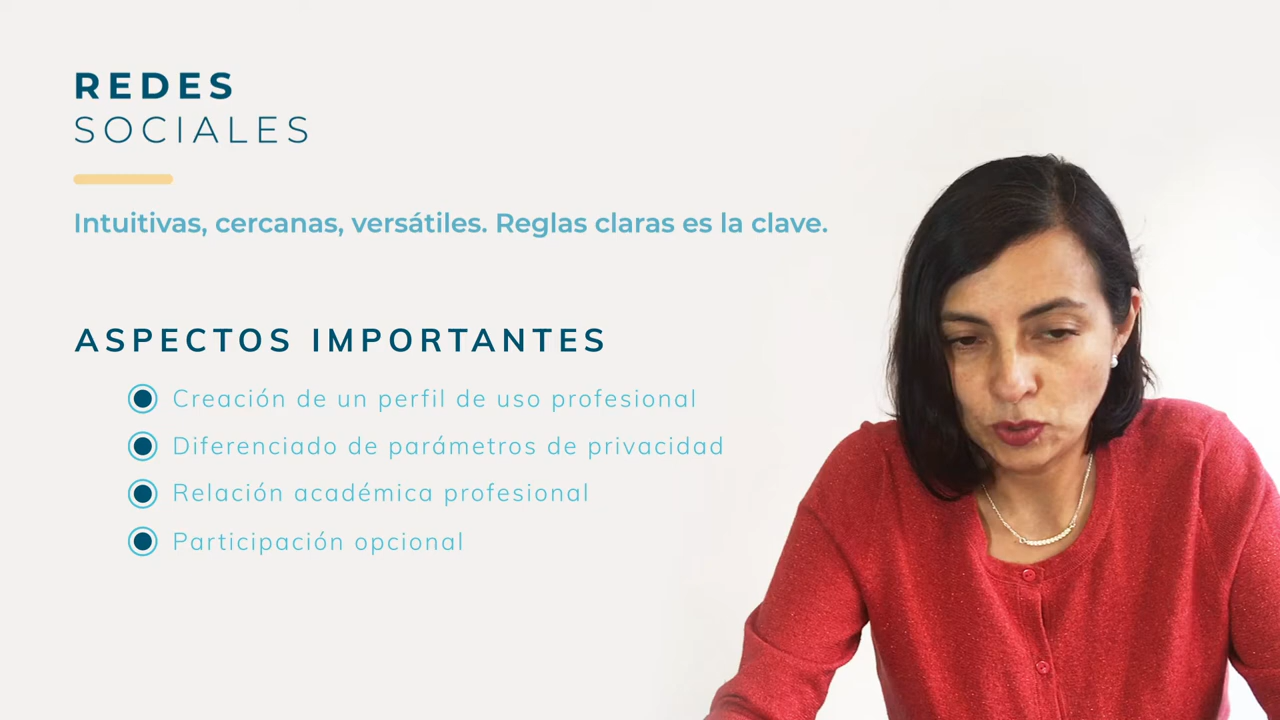 REDES
SOCIALES
Intuitivas, cercanas, versátiles. Reglas claras es la clave.
ASPECTOS IMPORTANTES
Creación de un perfil de uso profesional
Diferenciado de parámetros de privacidad
Relación académica profesional
Participación opcional